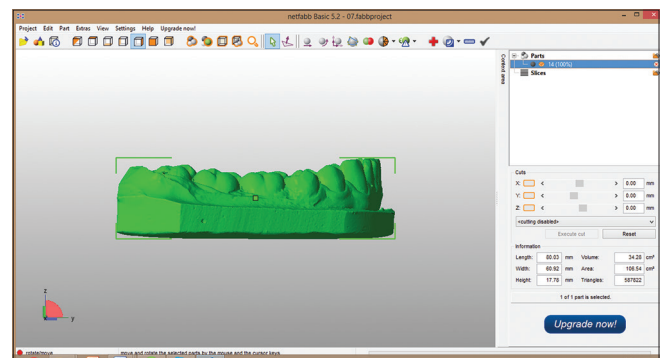 netfabb Basic 5.2 - 07.fabbproject
Project Edit Part Extras View Settings Help Upgrade now!
Context area
Parts
14 (100%)
Slices
Cuts
X: < > 0.00 mm
Y: < > 0.00 mm
Z: < > 0.00 mm
<cutting disabled>
Execute cut Reset
Information
Length: 60.03 mm Volume: 34.28 cm³
Width: 60.92 mm Area: 108.54 cm²
Height: 17.78 mm Triangles: 587622
1 of 1 part is selected.
Upgrade now!
z
y
rotate/move move and rotate the selected parts by the mouse and the cursor keys